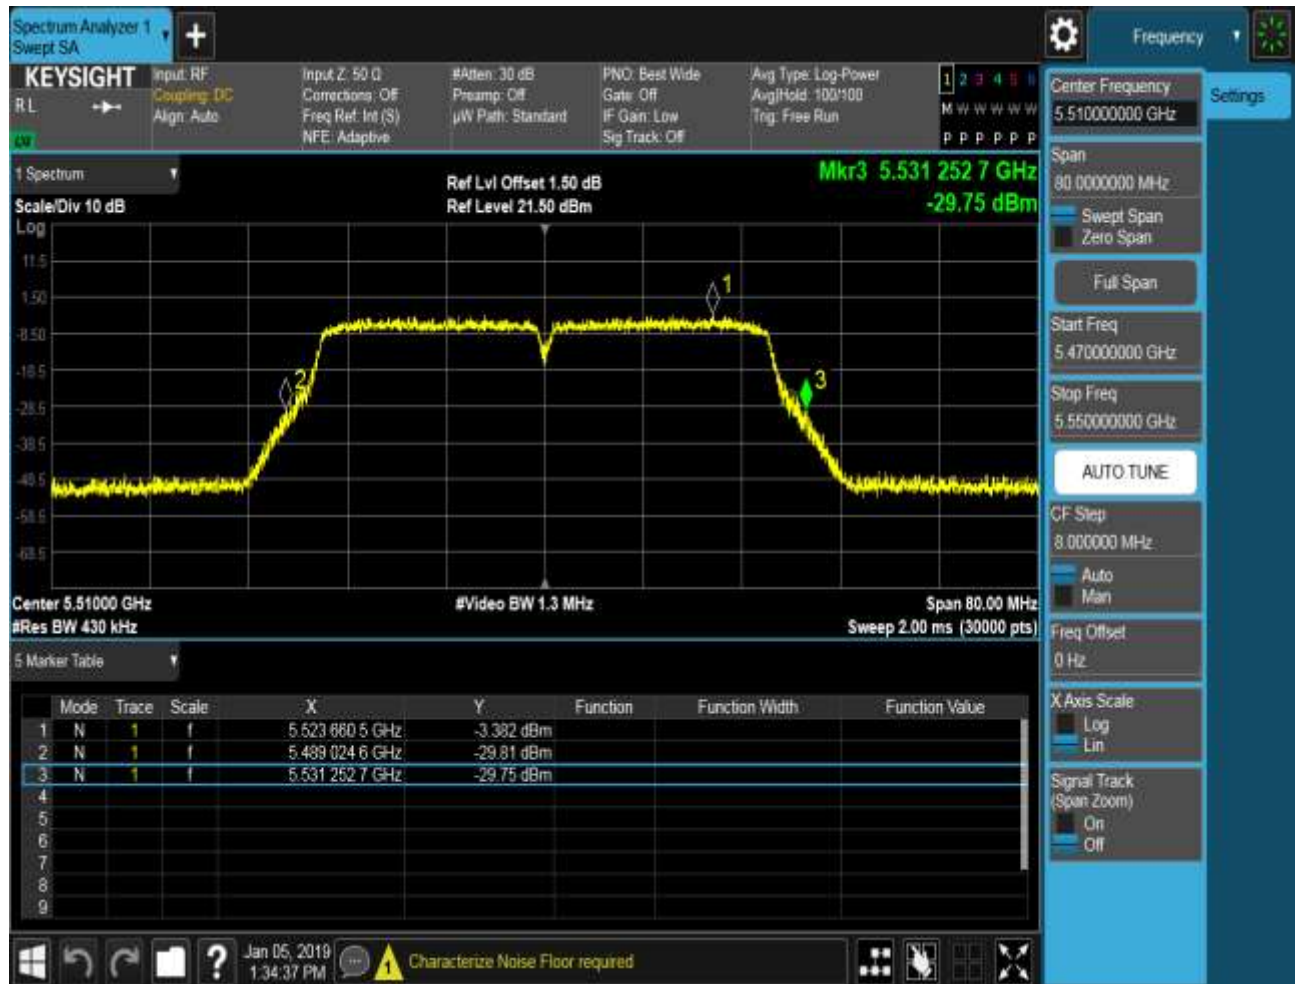 Spectrum Analyzer 1
Swept SA
+
Frequency
KEYSIGHT
R L
Input: RF
Coupling: DC
Align: Auto
Input Z: 50 Ω
Corrections: Off
Freq Ref: Int (S)
NFE: Adaptive
#Atten: 30 dB
Preamp: Off
µW Path: Standard
PNO: Best Wide
Gate: Off
IF Gain: Low
Sig Track: Off
Avg Type: Log-Power
Avg|Hold: 100/100
Trig: Free Run
1 2 3 4 5 6
M W W W W W
P P P P P P
1 Spectrum
Scale/Div 10 dB
Log
Ref Lvl Offset 1.50 dB
Ref Level 21.50 dBm
Mkr3 5.531 252 7 GHz
-29.75 dBm
11.5
1.50
-8.50
-18.5
-28.5
-38.5
-48.5
-58.5
-68.5
1
2
3
Center 5.51000 GHz
#Video BW 1.3 MHz
Span 80.00 MHz
#Res BW 430 kHz
Sweep 2.00 ms (30000 pts)
5 Marker Table
Mode Trace Scale X Y Function Function Width Function Value
1 N 1 f 5.523 660 5 GHz -3.382 dBm
2 N 1 f 5.489 024 6 GHz -29.81 dBm
3 N 1 f 5.531 252 7 GHz -29.75 dBm
4
5
6
7
8
9
Center Frequency
5.510000000 GHz
Settings
Span
80.0000000 MHz
Swept Span
Zero Span
Full Span
Start Freq
5.470000000 GHz
Stop Freq
5.550000000 GHz
AUTO TUNE
CF Step
8.000000 MHz
Auto
Man
Freq Offset
0 Hz
X Axis Scale
Log
Lin
Signal Track
(Span Zoom)
On
Off
?
Jan 05, 2019
1:34:37 PM
1
Characterize Noise Floor required